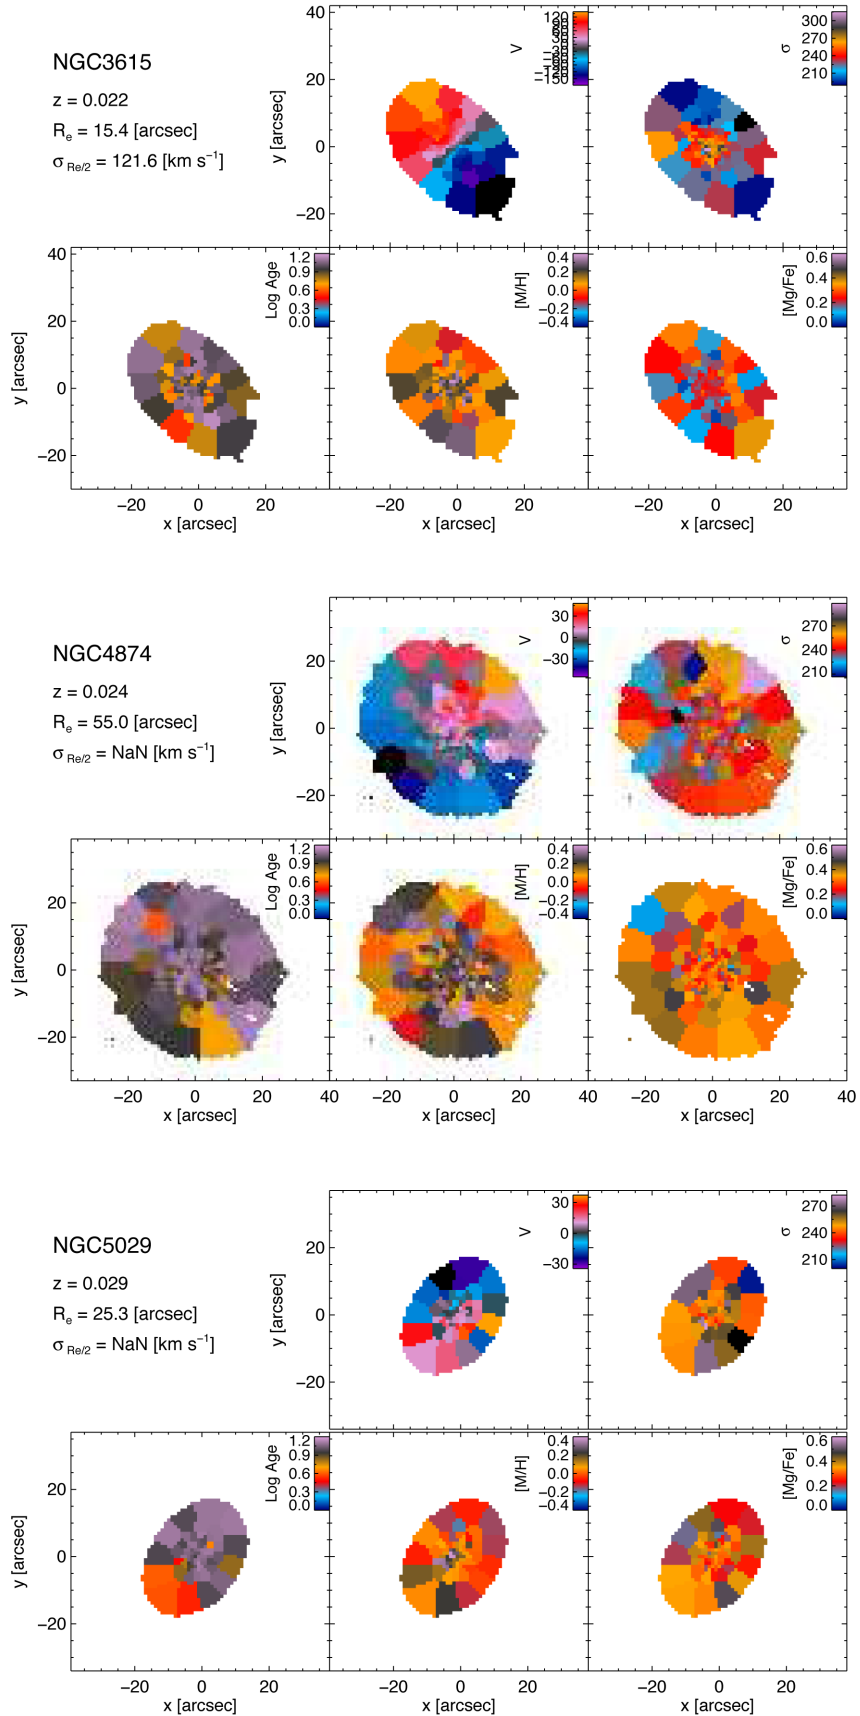 NGC3615
z = 0.022
Re = 15.4 [arcsec]
σ Re/2 = 121.6 [km s−1]
y [arcsec]
40
20
0
−20
V
120
−120
−150
σ
300
270
240
210
y [arcsec]
40
20
0
−20
Log Age
1.2
0.9
0.6
0.3
0.0
[M/H]
0.4
0.2
0.0
−0.2
−0.4
[Mg/Fe]
0.6
0.4
0.2
0.0
−20 0 20
−20 0 20
−20 0 20
x [arcsec]
x [arcsec]
x [arcsec]
NGC4874
z = 0.024
Re = 55.0 [arcsec]
σ Re/2 = NaN [km s−1]
y [arcsec]
20
0
−20
V
30
0
−30
σ
270
240
210
y [arcsec]
20
0
−20
Log Age
1.2
0.9
0.6
0.3
0.0
[M/H]
0.4
0.2
0.0
−0.2
−0.4
[Mg/Fe]
0.6
0.4
0.2
0.0
−20 0 20 40
−20 0 20 40
−20 0 20 40
x [arcsec]
x [arcsec]
x [arcsec]
NGC5029
z = 0.029
Re = 25.3 [arcsec]
σ Re/2 = NaN [km s−1]
y [arcsec]
20
0
−20
V
30
0
−30
σ
270
240
210
y [arcsec]
20
0
−20
Log Age
1.2
0.9
0.6
0.3
0.0
[M/H]
0.4
0.2
0.0
−0.2
−0.4
[Mg/Fe]
0.6
0.4
0.2
0.0
−20 0 20
−20 0 20
−20 0 20
x [arcsec]
x [arcsec]
x [arcsec]